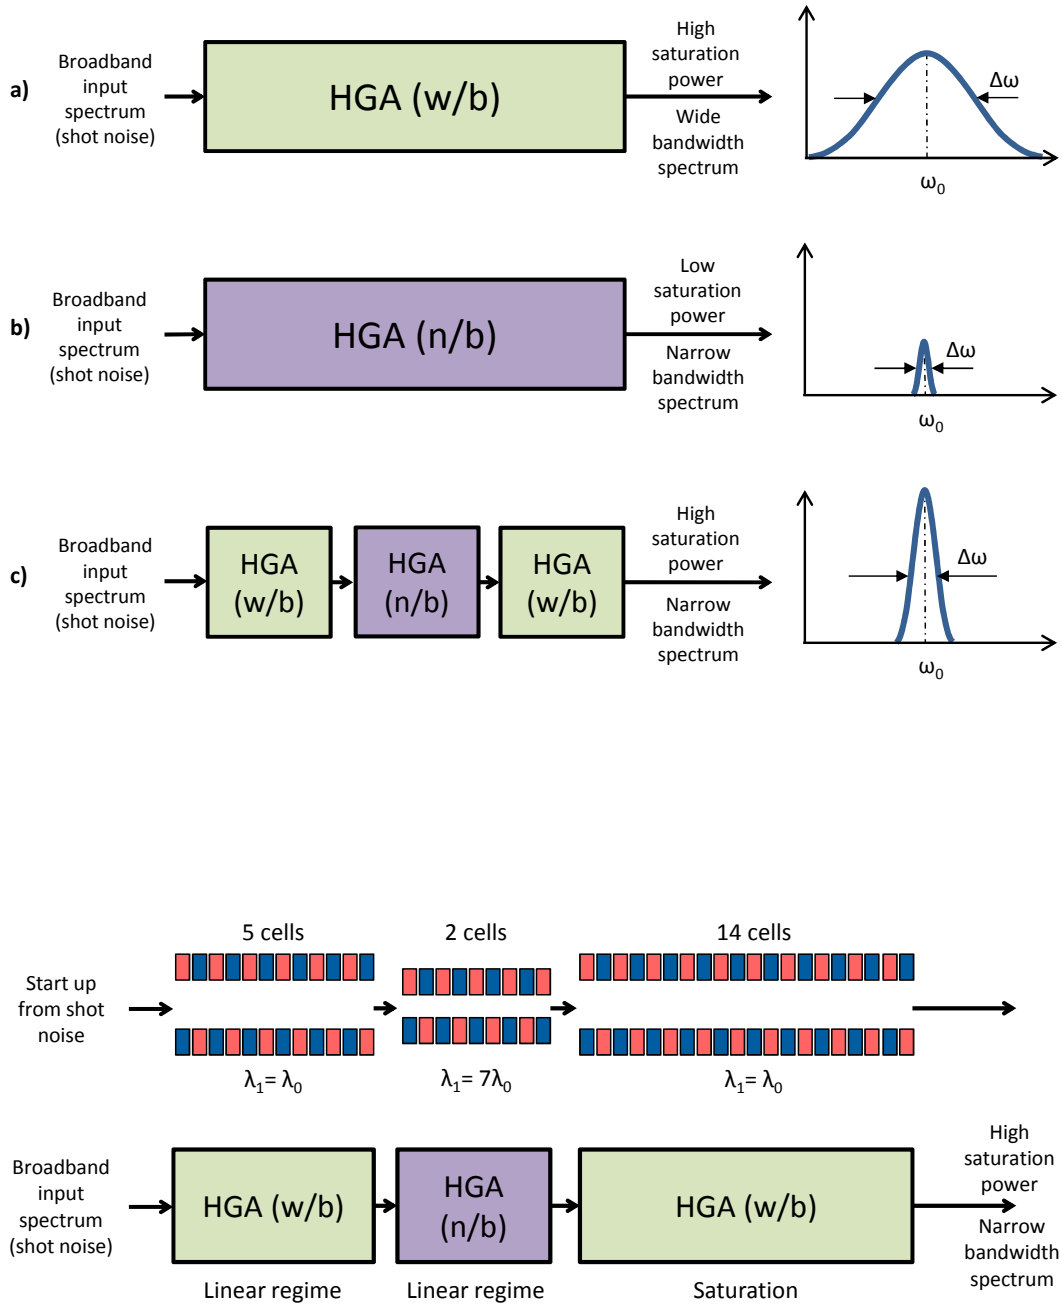 a)
Broadband
input
spectrum
(shot noise)
HGA (w/b)
High
saturation
power
Wide
bandwidth
spectrum
Δω
ω0
b)
Broadband
input
spectrum
(shot noise)
HGA (n/b)
Low
saturation
power
Narrow
bandwidth
spectrum
Δω
ω0
c)
Broadband
input
spectrum
(shot noise)
HGA
(w/b)
HGA
(n/b)
HGA
(w/b)
High
saturation
power
Narrow
bandwidth
spectrum
Δω
ω0
5 cells
2 cells
14 cells
Start up
from shot
noise
λ1= λ0
λ1= 7λ0
λ1= λ0
Broadband
input
spectrum
(shot noise)
HGA (w/b)
HGA
(n/b)
HGA (w/b)
High
saturation
power
Narrow
bandwidth
spectrum
Linear regime
Linear regime
Saturation